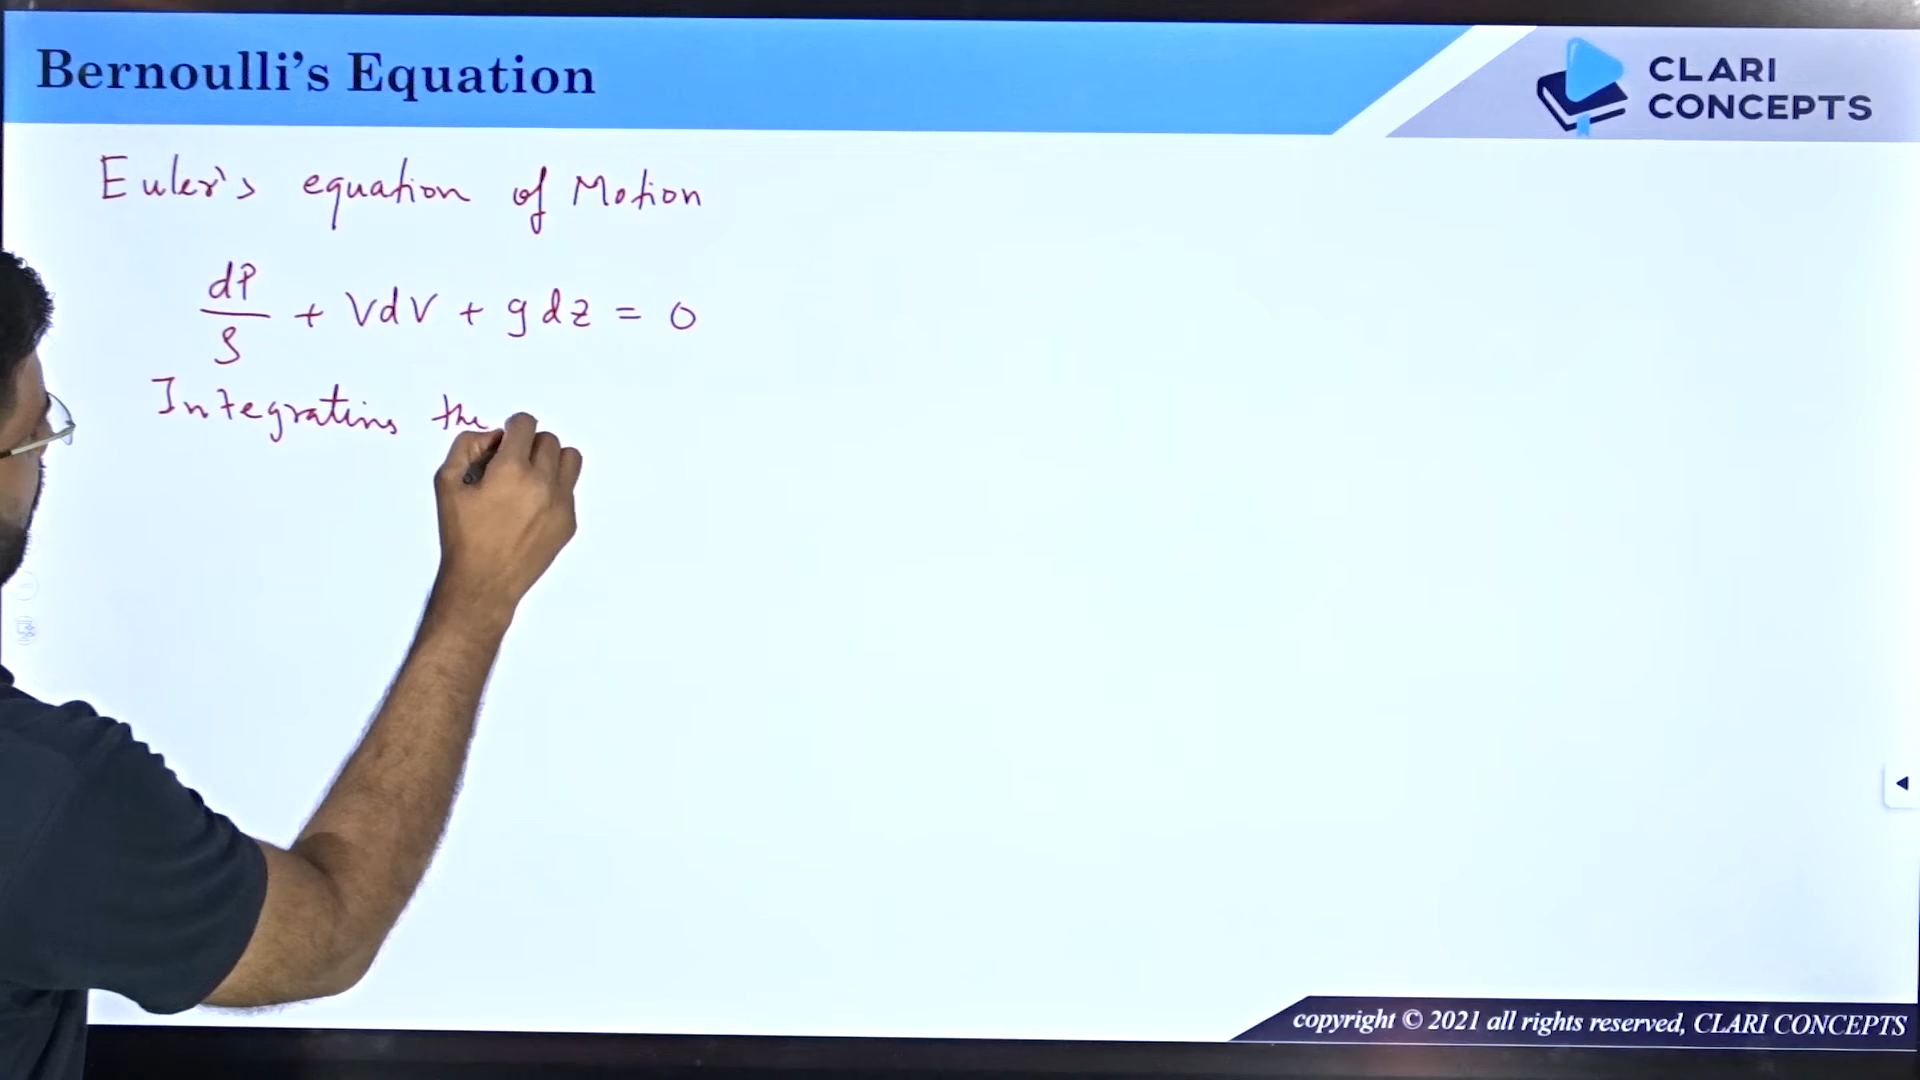 Bernoulli's Equation
CLARI
CONCEPTS
Euler's equation of Motion
dP/ρ + VdV + gdz = 0
Integrating the
copyright © 2021 all rights reserved, CLARI CONCEPTS